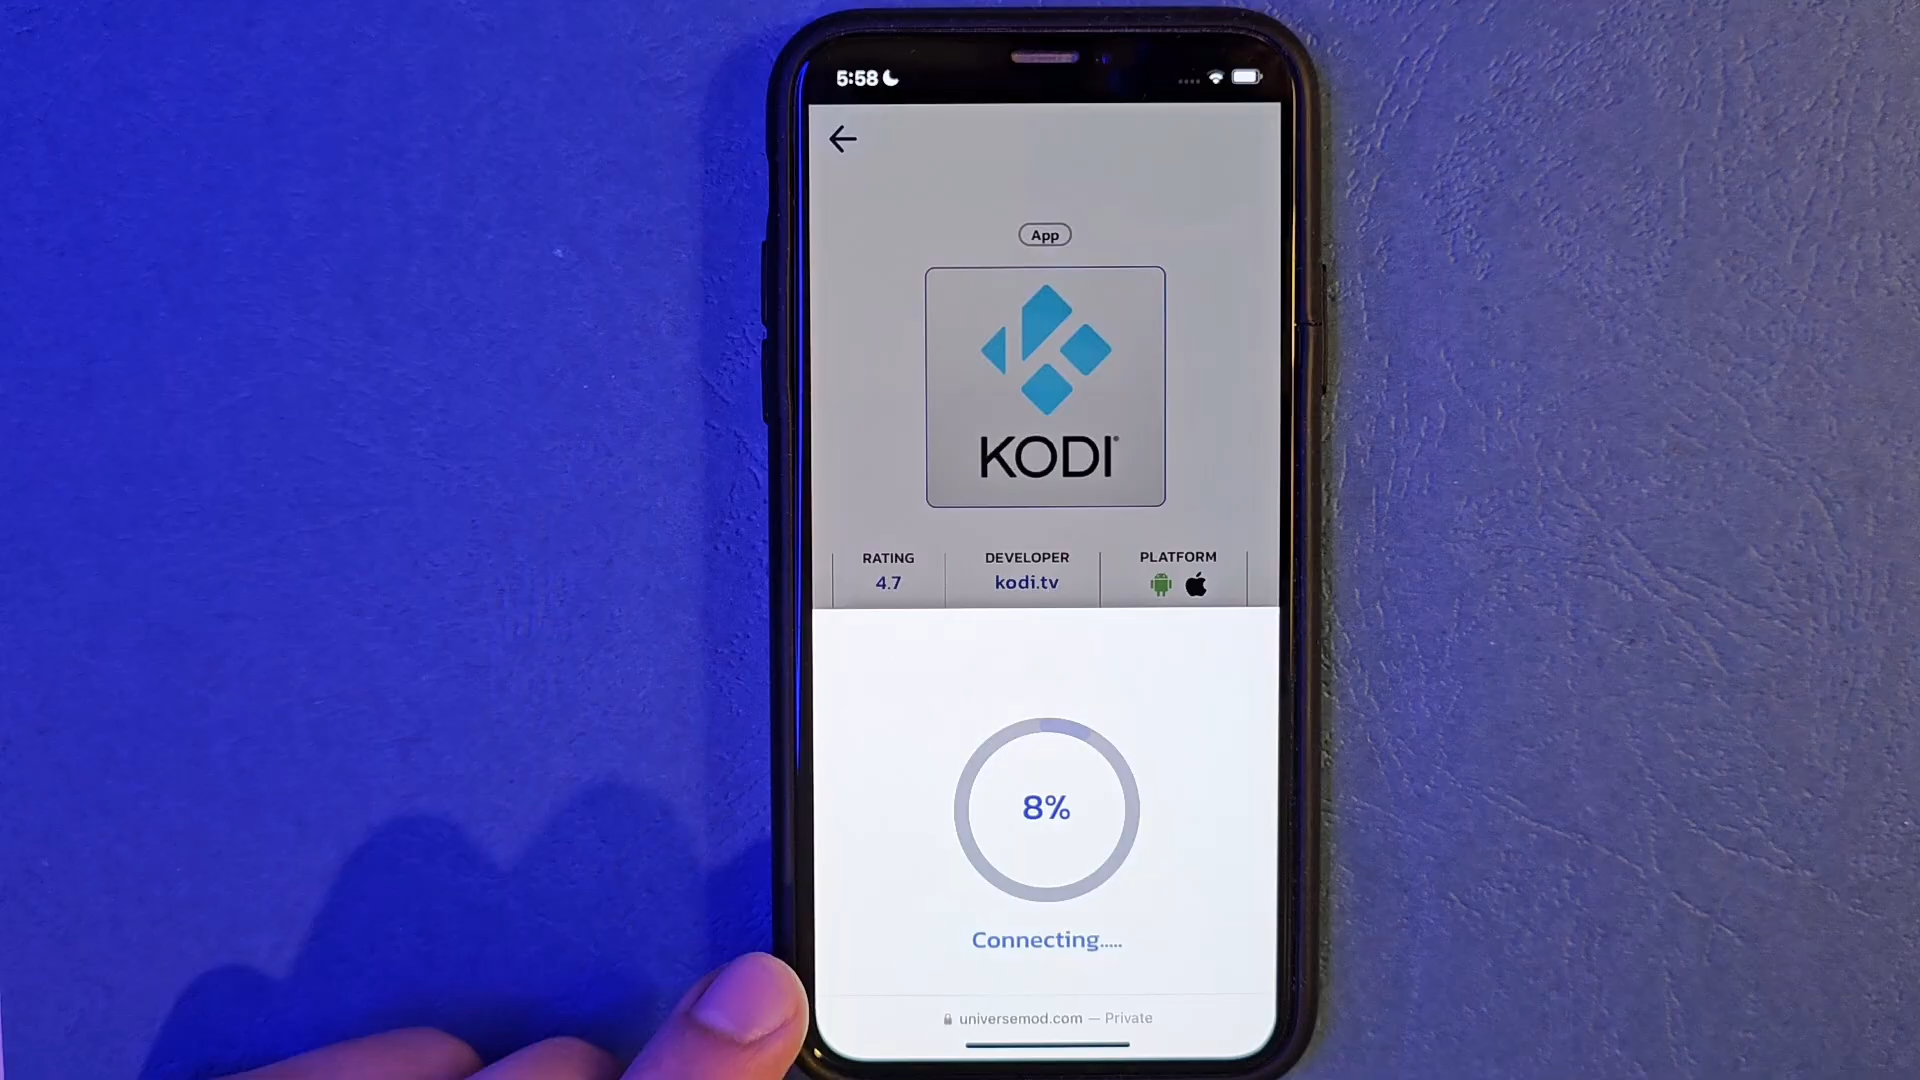 5:58
App
KODI
RATING
4.7
DEVELOPER
kodi.tv
PLATFORM
8%
Connecting.....
universemod.com — Private